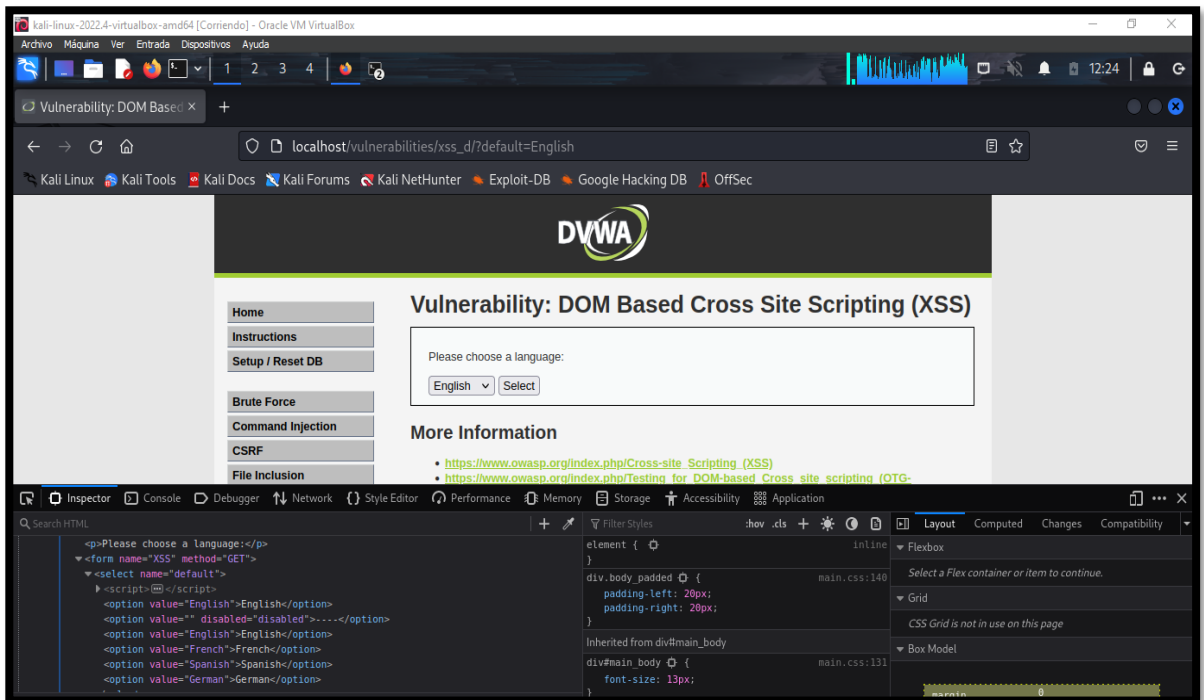 kali-linux-2022.4-virtualbox-amd64 [Corriendo] - Oracle VM VirtualBox
Archivo Máquina Ver Entrada Dispositivos Ayuda
1 2 3 4 12:24
Vulnerability: DOM Based
localhost/vulnerabilities/xss_d/?default=English
Kali Linux Kali Tools Kali Docs Kali Forums Kali NetHunter Exploit-DB Google Hacking DB OffSec
DVWA
Vulnerability: DOM Based Cross Site Scripting (XSS)
Home
Instructions
Setup / Reset DB
Brute Force
Command Injection
CSRF
File Inclusion
Please choose a language:
English Select
More Information
https://www.owasp.org/index.php/Cross-site_Scripting_(XSS)
https://www.owasp.org/index.php/Testing_for_DOM-based_Cross_site_scripting_(OTG-
Inspector Console Debugger Network Style Editor Performance Memory Storage Accessibility Application
Search HTML
<p>Please choose a language:</p>
<form name="XSS" method="GET">
<select name="default">
<script></script>
<option value="English">English</option>
<option value="" disabled="disabled">----</option>
<option value="English">English</option>
<option value="French">French</option>
<option value="Spanish">Spanish</option>
<option value="German">German</option>
Filter Styles :hov .cls
element { inline
}
div.body_padded { main.css:140
padding-left: 20px;
padding-right: 20px;
}
Inherited from div#main_body
div#main_body { main.css:131
font-size: 13px;
}
Layout Computed Changes Compatibility
Flexbox
Select a Flex container or item to continue.
Grid
CSS Grid is not in use on this page
Box Model
margin 0